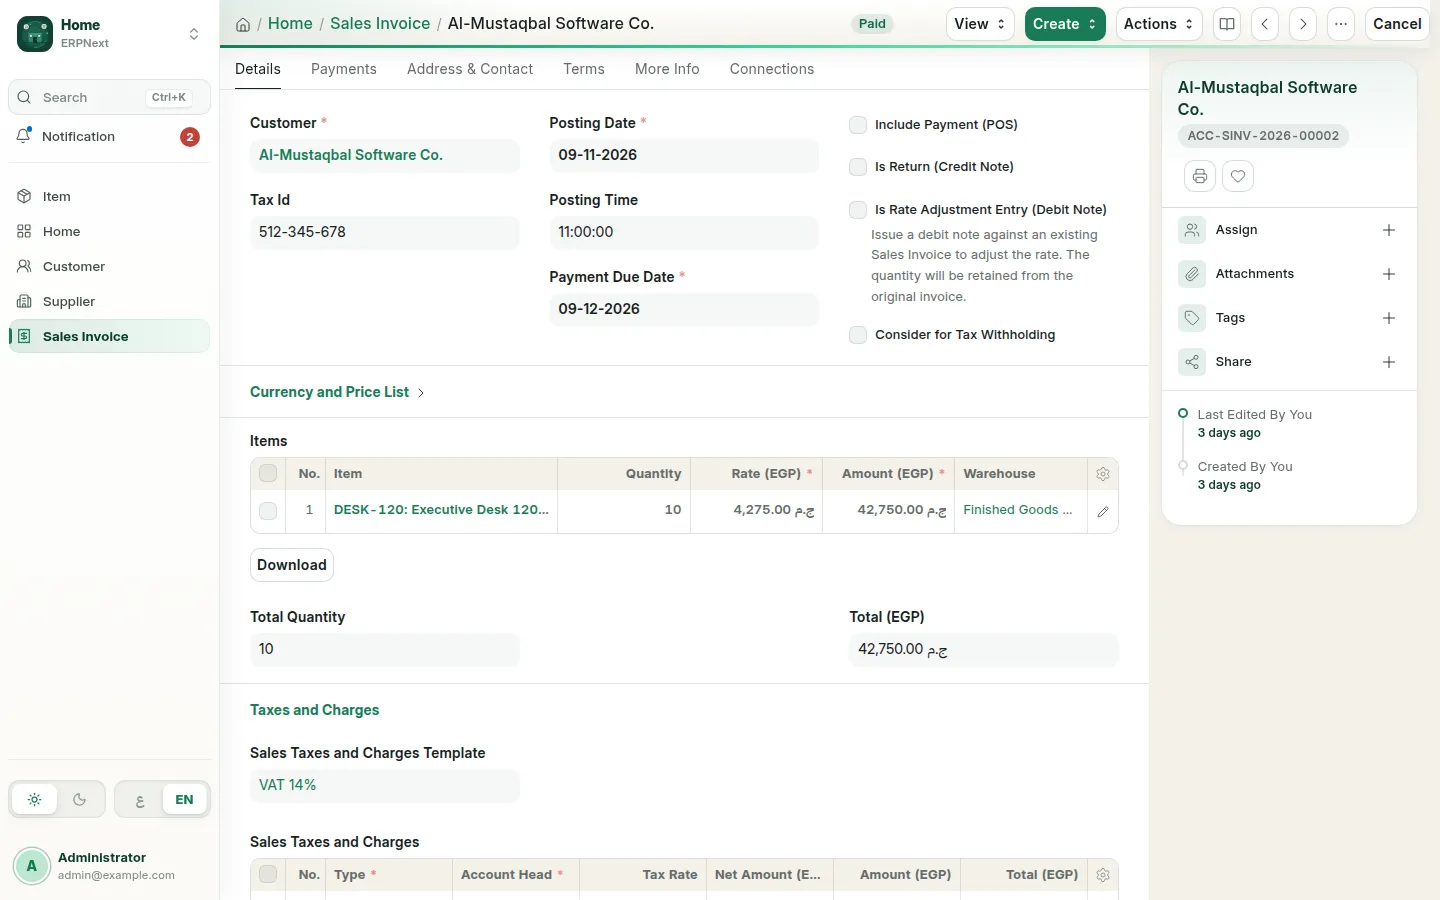 Home
ERPNext
Search
Ctrl+K
Notification
2
Item
Home
Customer
Supplier
Sales Invoice
ع
EN
A
Administrator
admin@example.com
/ Home / Sales Invoice / Al-Mustaqbal Software Co.
Paid
View
Create
Actions
Cancel
Details
Payments
Address & Contact
Terms
More Info
Connections
Customer *
Al-Mustaqbal Software Co.
Tax Id
512-345-678
Posting Date *
09-11-2026
Posting Time
11:00:00
Payment Due Date *
09-12-2026
Include Payment (POS)
Is Return (Credit Note)
Is Rate Adjustment Entry (Debit Note)
Issue a debit note against an existing
Sales Invoice to adjust the rate. The
quantity will be retained from the
original invoice.
Consider for Tax Withholding
Currency and Price List
Items
No. Item Quantity Rate (EGP) * Amount (EGP) * Warehouse
1 DESK-120: Executive Desk 120... 10 4,275.00 ج.م 42,750.00 ج.م Finished Goods ...
Download
Total Quantity
10
Total (EGP)
42,750.00 ج.م
Taxes and Charges
Sales Taxes and Charges Template
VAT 14%
Sales Taxes and Charges
No. Type * Account Head * Tax Rate Net Amount (E... Amount (EGP) Total (EGP)
Al-Mustaqbal Software
Co.
ACC-SINV-2026-00002
Assign
Attachments
Tags
Share
Last Edited By You
3 days ago
Created By You
3 days ago